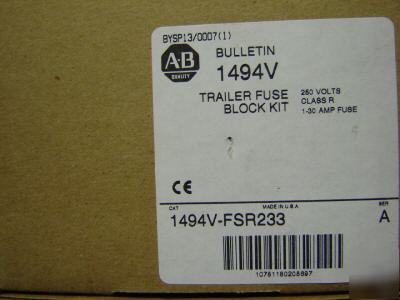 BYSP13/0007(1)
A-B
QUALITY
BULLETIN
1494V
TRAILER FUSE
BLOCK KIT
250 VOLTS
CLASS R
1-30 AMP FUSE
CE
CAT
MADE IN U.S.A.
SER
1494V-FSR233
A
10781180208897